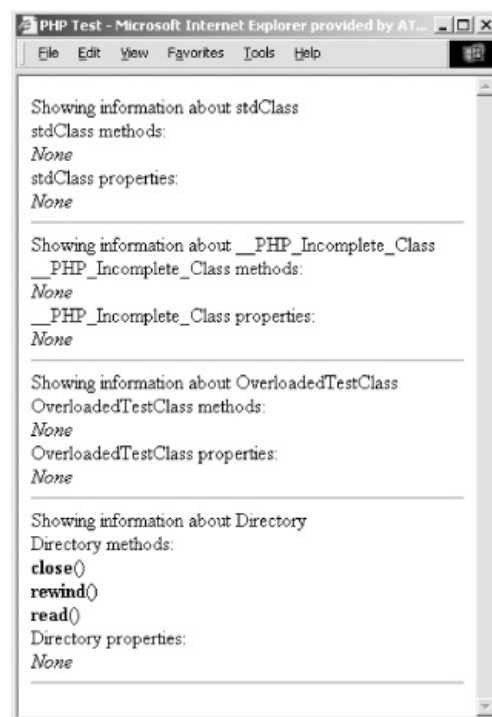 PHP Test - Microsoft Internet Explorer provided by AT...
File Edit View Favorites Tools Help
Showing information about stdClass
stdClass methods:
None
stdClass properties:
None
Showing information about __PHP_Incomplete_Class
__PHP_Incomplete_Class methods:
None
__PHP_Incomplete_Class properties:
None
Showing information about OverloadedTestClass
OverloadedTestClass methods:
None
OverloadedTestClass properties:
None
Showing information about Directory
Directory methods:
close()
rewind()
read()
Directory properties:
None